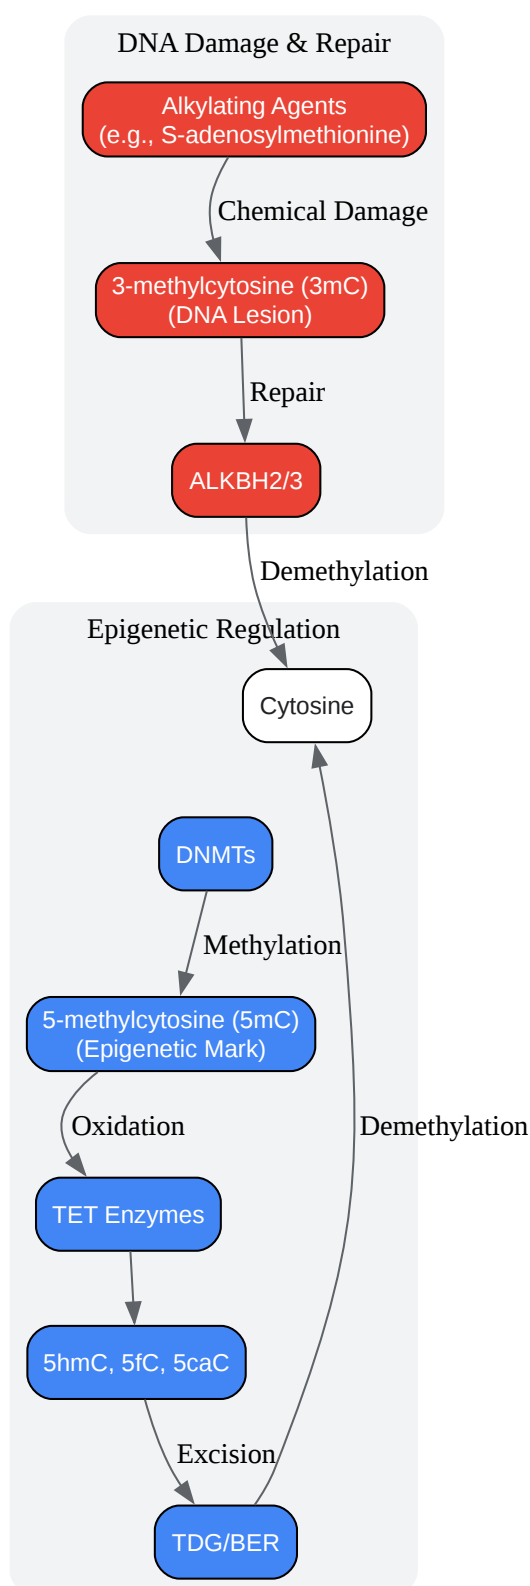 DNA Damage & Repair
Alkylating Agents
(e.g., S-adenosylmethionine)
Chemical Damage
3-methylcytosine (3mC)
(DNA Lesion)
Repair
ALKBH2/3
Demethylation
Epigenetic Regulation
Cytosine
DNMTs
Methylation
5-methylcytosine (5mC)
(Epigenetic Mark)
Oxidation
Demethylation
TET Enzymes
5hmC, 5fC, 5caC
Excision
TDG/BER